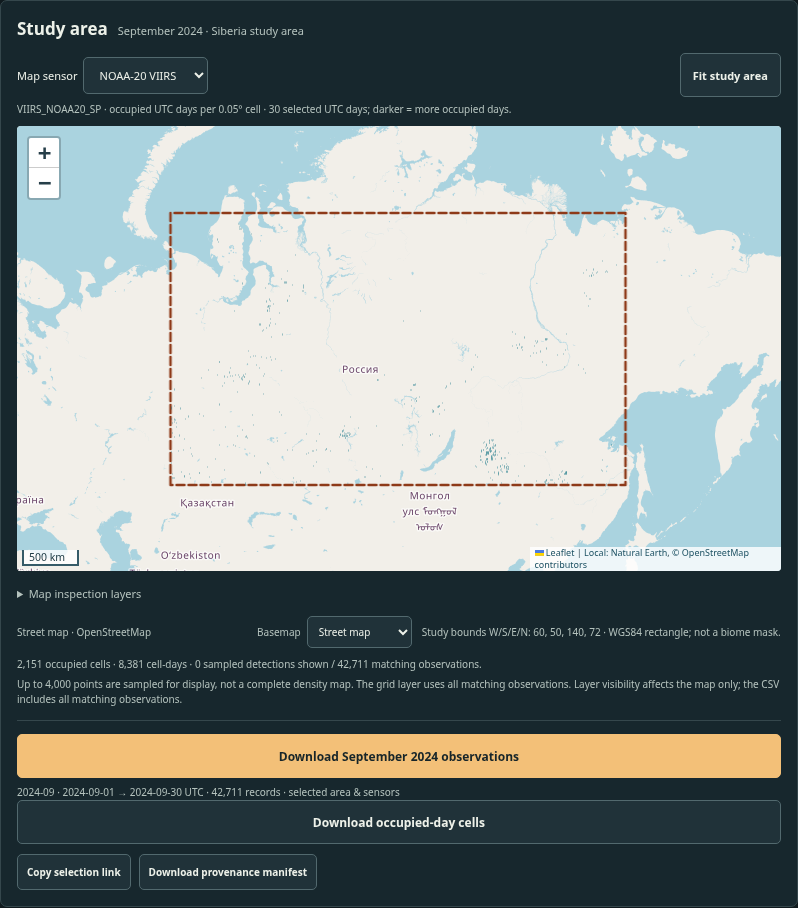 Study area September 2024 · Siberia study area
Map sensor NOAA-20 VIIRS Fit study area
VIIRS_NOAA20_SP · occupied UTC days per 0.05° cell · 30 selected UTC days; darker = more occupied days.
+
−
Россия
раїна
Қазақстан
Монгол
улс
O‘zbekiston
500 km
Leaflet | Local: Natural Earth, © OpenStreetMap
contributors
▶ Map inspection layers
Street map · OpenStreetMap Basemap Street map Study bounds W/S/E/N: 60, 50, 140, 72 · WGS84 rectangle; not a biome mask.
2,151 occupied cells · 8,381 cell-days · 0 sampled detections shown / 42,711 matching observations.
Up to 4,000 points are sampled for display, not a complete density map. The grid layer uses all matching observations. Layer visibility affects the map only; the CSV
includes all matching observations.
Download September 2024 observations
2024-09 · 2024-09-01 → 2024-09-30 UTC · 42,711 records · selected area & sensors
Download occupied-day cells
Copy selection link Download provenance manifest